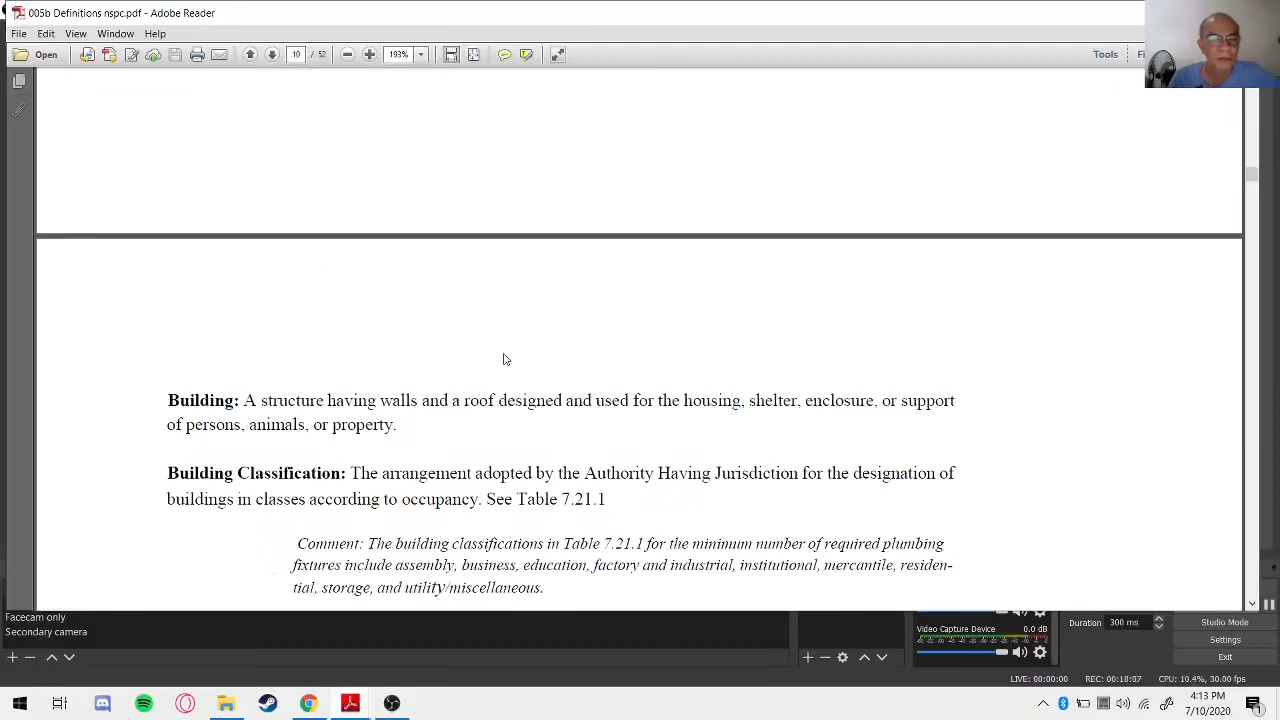 005b Definitions nspc.pdf - Adobe Reader
File Edit View Window Help
Open 10 / 52 193% Tools
Building: A structure having walls and a roof designed and used for the housing, shelter, enclosure, or support
of persons, animals, or property.
Building Classification: The arrangement adopted by the Authority Having Jurisdiction for the designation of
buildings in classes according to occupancy. See Table 7.21.1
Comment: The building classifications in Table 7.21.1 for the minimum number of required plumbing
fixtures include assembly, business, education, factory and industrial, institutional, mercantile, residen-
tial, storage, and utility/miscellaneous.
Facecam only
Secondary camera
Video Capture Device 0.0 dB
Duration 300 ms
Studio Mode
Settings
Exit
LIVE: 00:00:00 REC: 00:18:07 CPU: 10.4%, 30.00 fps
4:13 PM
7/10/2020